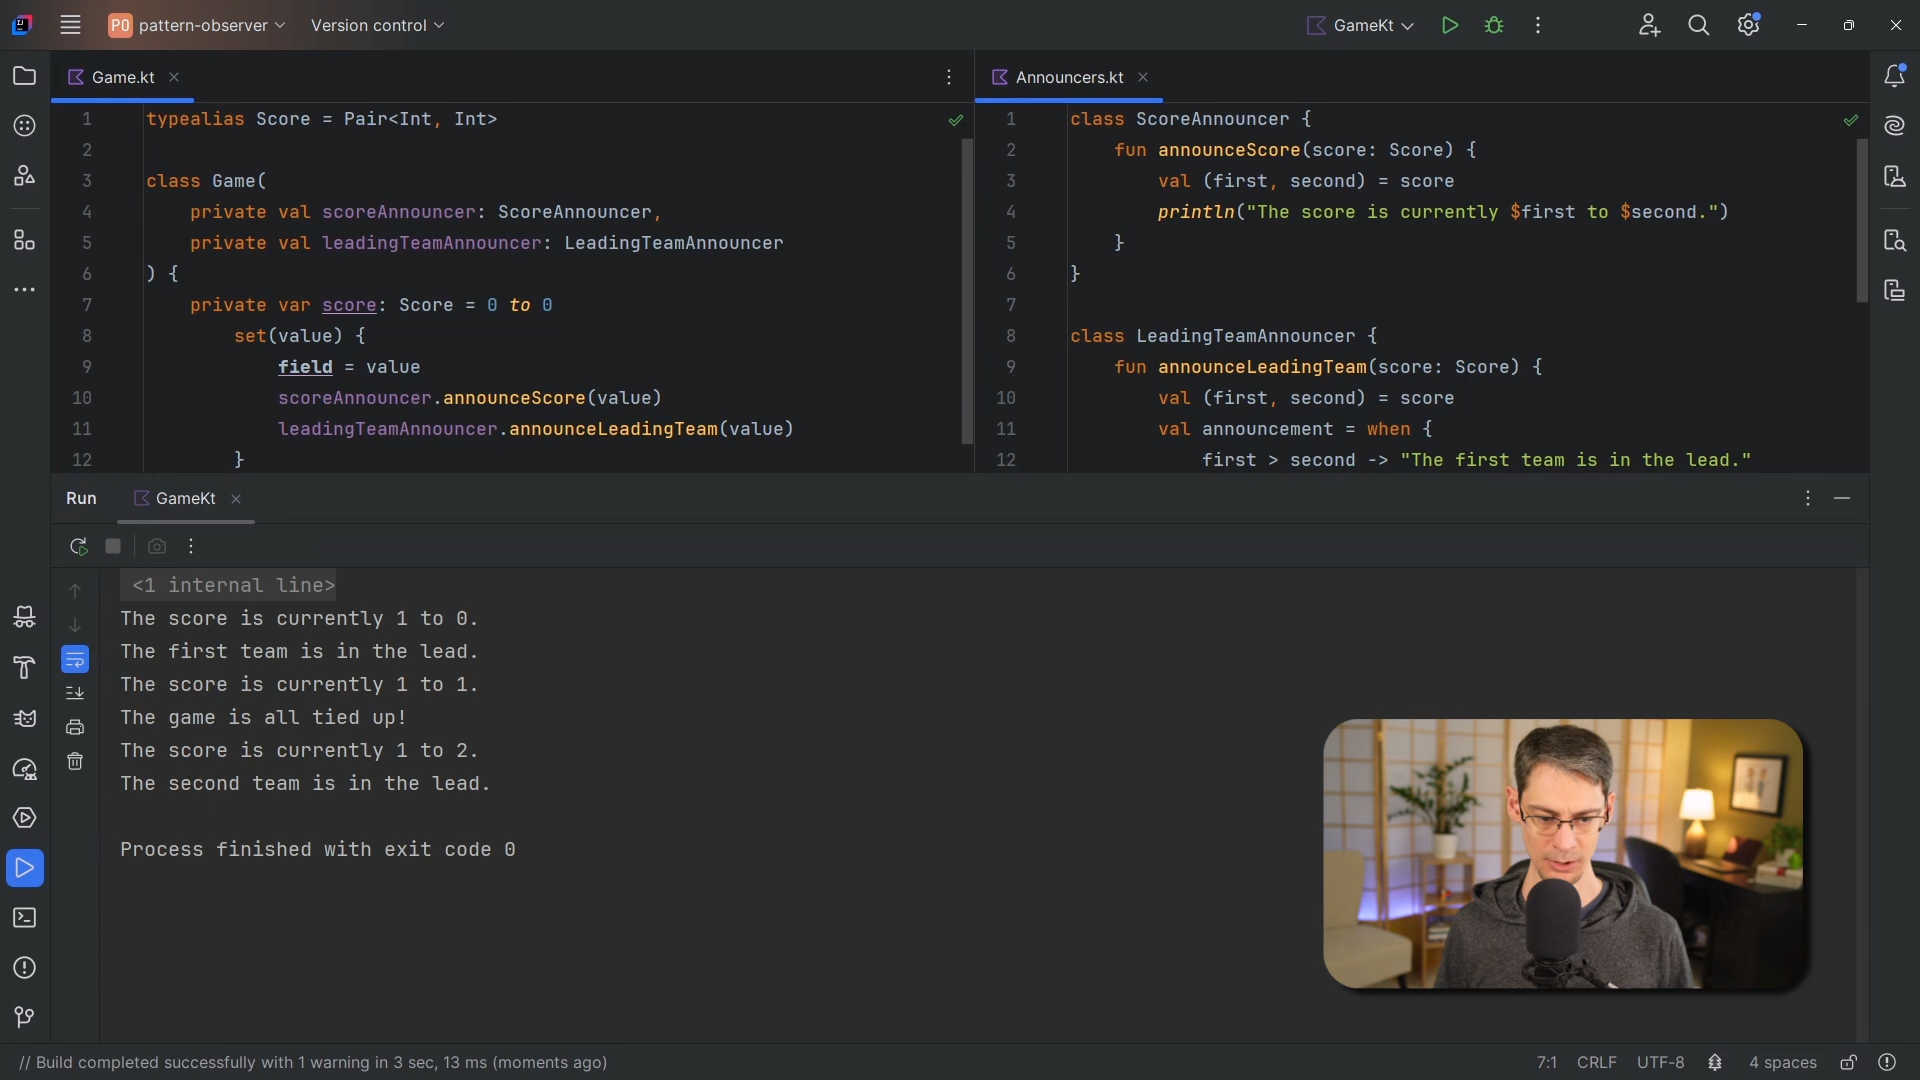 PO pattern-observer Version control GameKt
Game.kt
Announcers.kt
1 typealias Score = Pair<Int, Int>
2
3 class Game(
4 private val scoreAnnouncer: ScoreAnnouncer,
5 private val leadingTeamAnnouncer: LeadingTeamAnnouncer
6 ) {
7 private var score: Score = 0 to 0
8 set(value) {
9 field = value
10 scoreAnnouncer.announceScore(value)
11 leadingTeamAnnouncer.announceLeadingTeam(value)
12 }
1 class ScoreAnnouncer {
2 fun announceScore(score: Score) {
3 val (first, second) = score
4 println("The score is currently $first to $second.")
5 }
6 }
7
8 class LeadingTeamAnnouncer {
9 fun announceLeadingTeam(score: Score) {
10 val (first, second) = score
11 val announcement = when {
12 first > second -> "The first team is in the lead."
Run GameKt
<1 internal line>
The score is currently 1 to 0.
The first team is in the lead.
The score is currently 1 to 1.
The game is all tied up!
The score is currently 1 to 2.
The second team is in the lead.
Process finished with exit code 0
// Build completed successfully with 1 warning in 3 sec, 13 ms (moments ago) 7:1 CRLF UTF-8 4 spaces